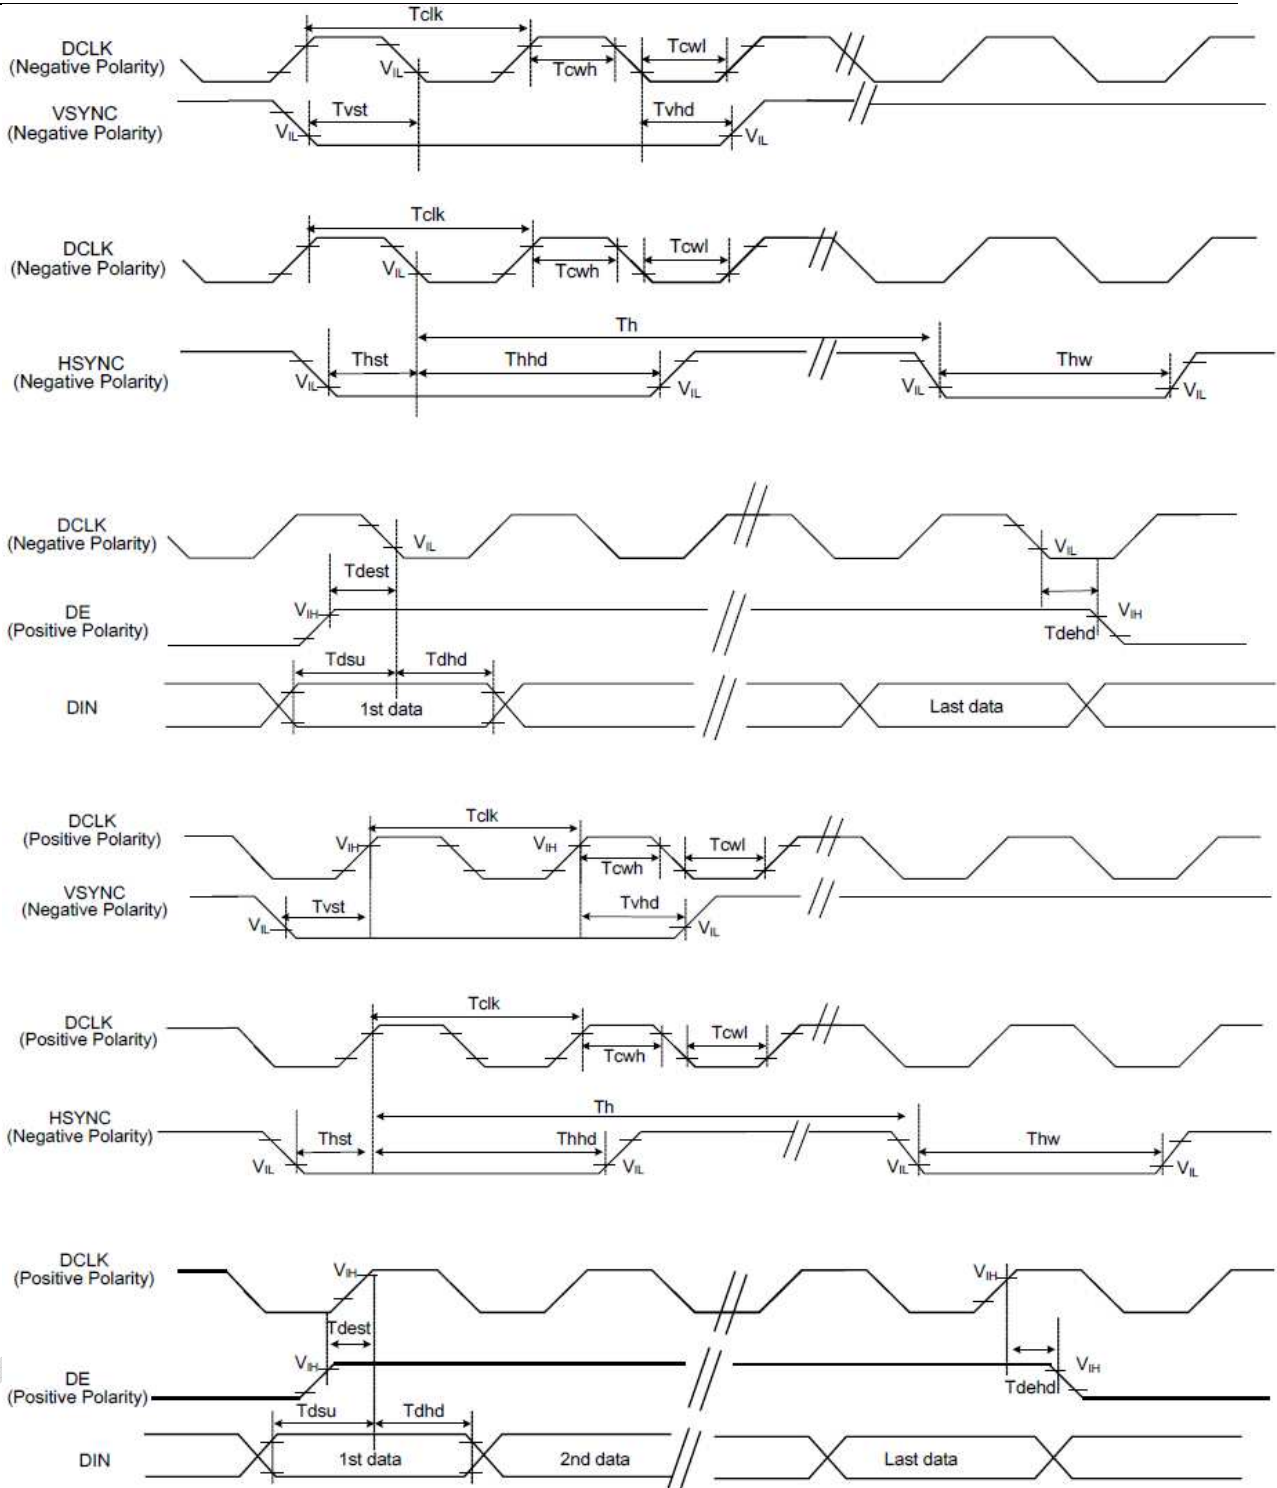 Tclk
DCLK
(Negative Polarity)
VIL
Tcwh
Tcwl
VSYNC
(Negative Polarity)
VIL
Tvst
Tvhd
VIL
Tclk
DCLK
(Negative Polarity)
VIL
Tcwh
Tcwl
Th
HSYNC
(Negative Polarity)
VIL
Thst
Thhd
VIL
VIL
Thw
VIL
DCLK
(Negative Polarity)
VIL
VIL
Tdest
DE
(Positive Polarity)
VIH
Tdehd
VIH
Tdsu
Tdhd
DIN
1st data
Last data
Tclk
DCLK
(Positive Polarity)
VIH
VIH
Tcwh
Tcwl
VSYNC
(Negative Polarity)
VIL
Tvst
Tvhd
VIL
Tclk
DCLK
(Positive Polarity)
Tcwh
Tcwl
Th
HSYNC
(Negative Polarity)
VIL
Thst
Thhd
VIL
VIL
Thw
VIL
DCLK
(Positive Polarity)
VIH
VIH
Tdest
DE
(Positive Polarity)
VIH
Tdehd
VIH
Tdsu
Tdhd
DIN
1st data
2nd data
Last data